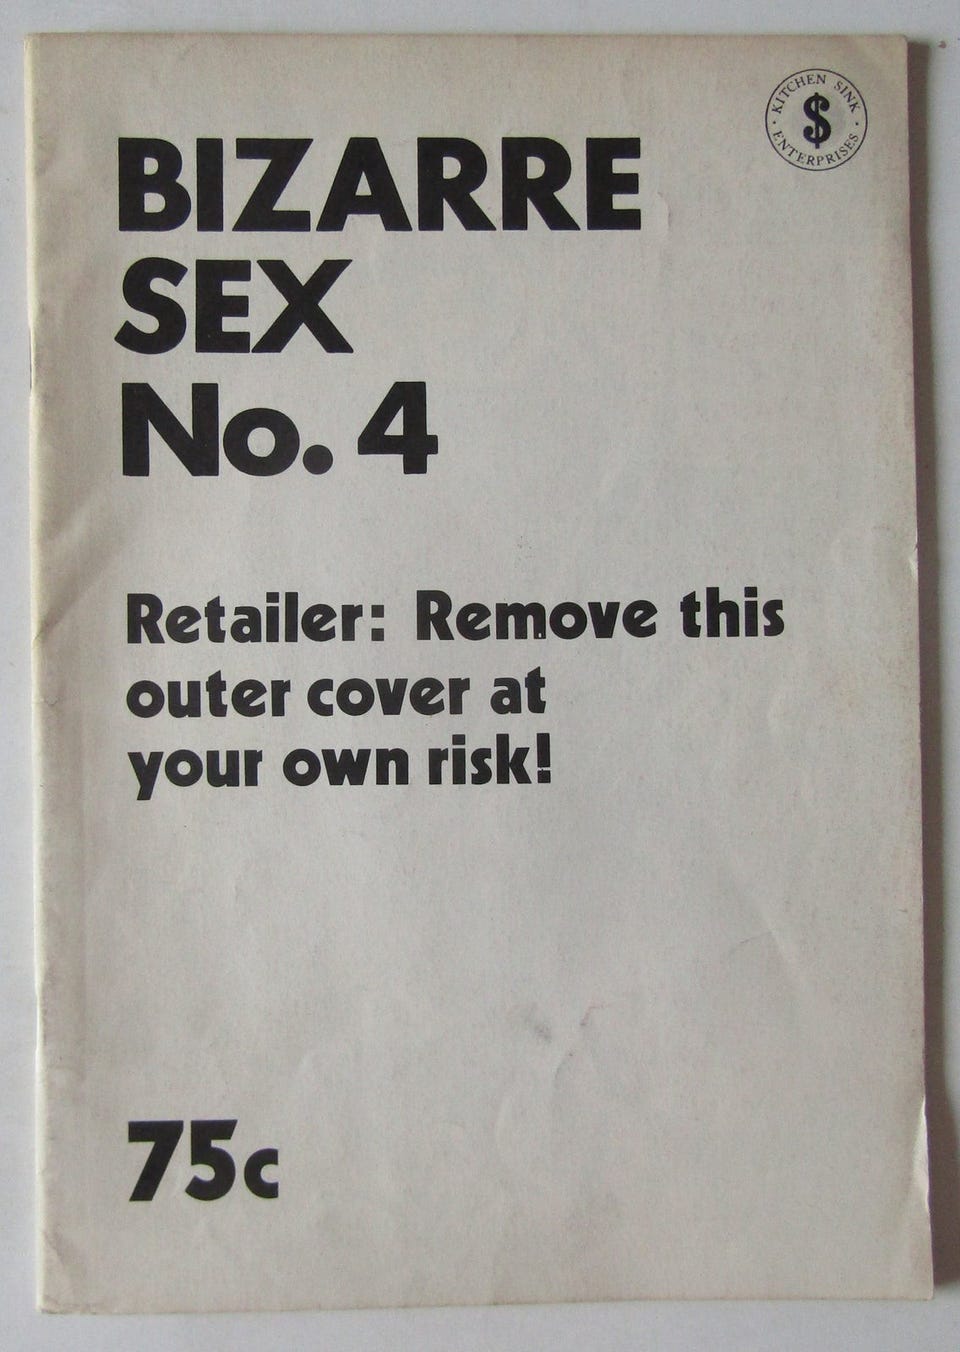 KITCHEN SINK
$
ENTERPRISES
BIZARRE
SEX
No. 4
Retailer: Remove this
outer cover at
your own risk!
75c